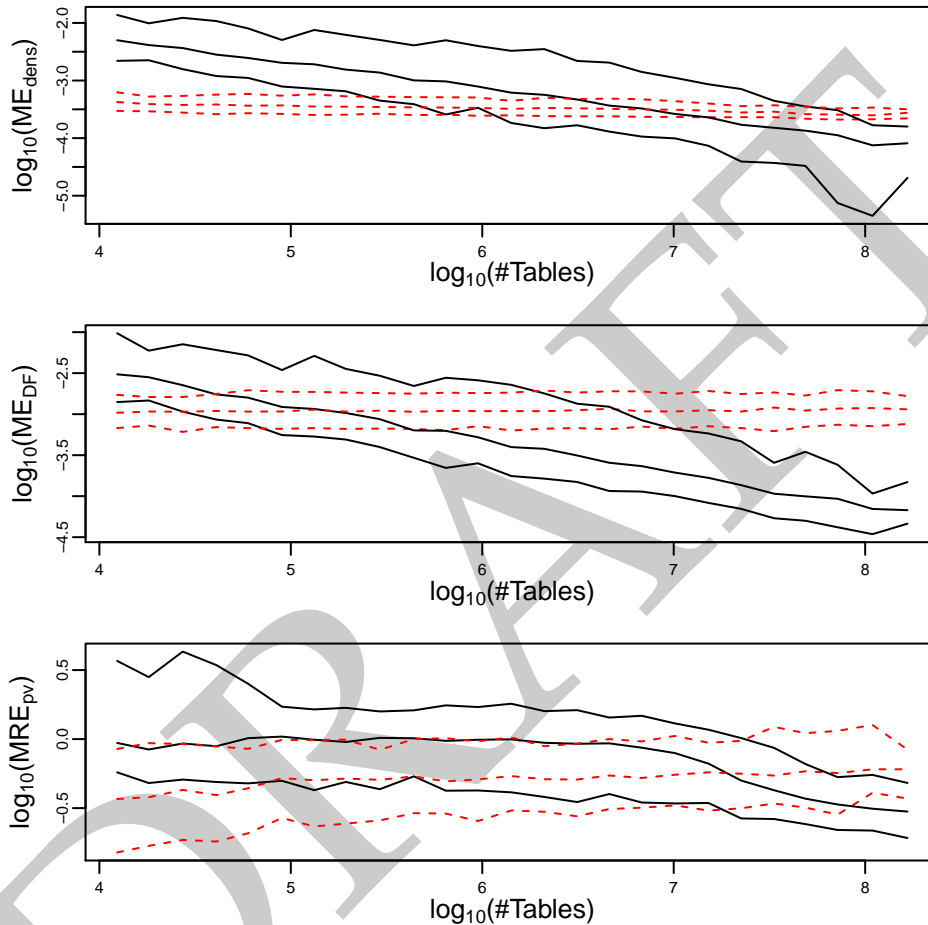 log10(MEdens)
−2.0
−3.0
−4.0
−5.0
4 5 6 7 8
log10(#Tables)
log10(MEDF)
−2.5
−3.5
−4.5
4 5 6 7 8
log10(#Tables)
log10(MREpv)
0.5
0.0
−0.5
4 5 6 7 8
log10(#Tables)
DRAFT